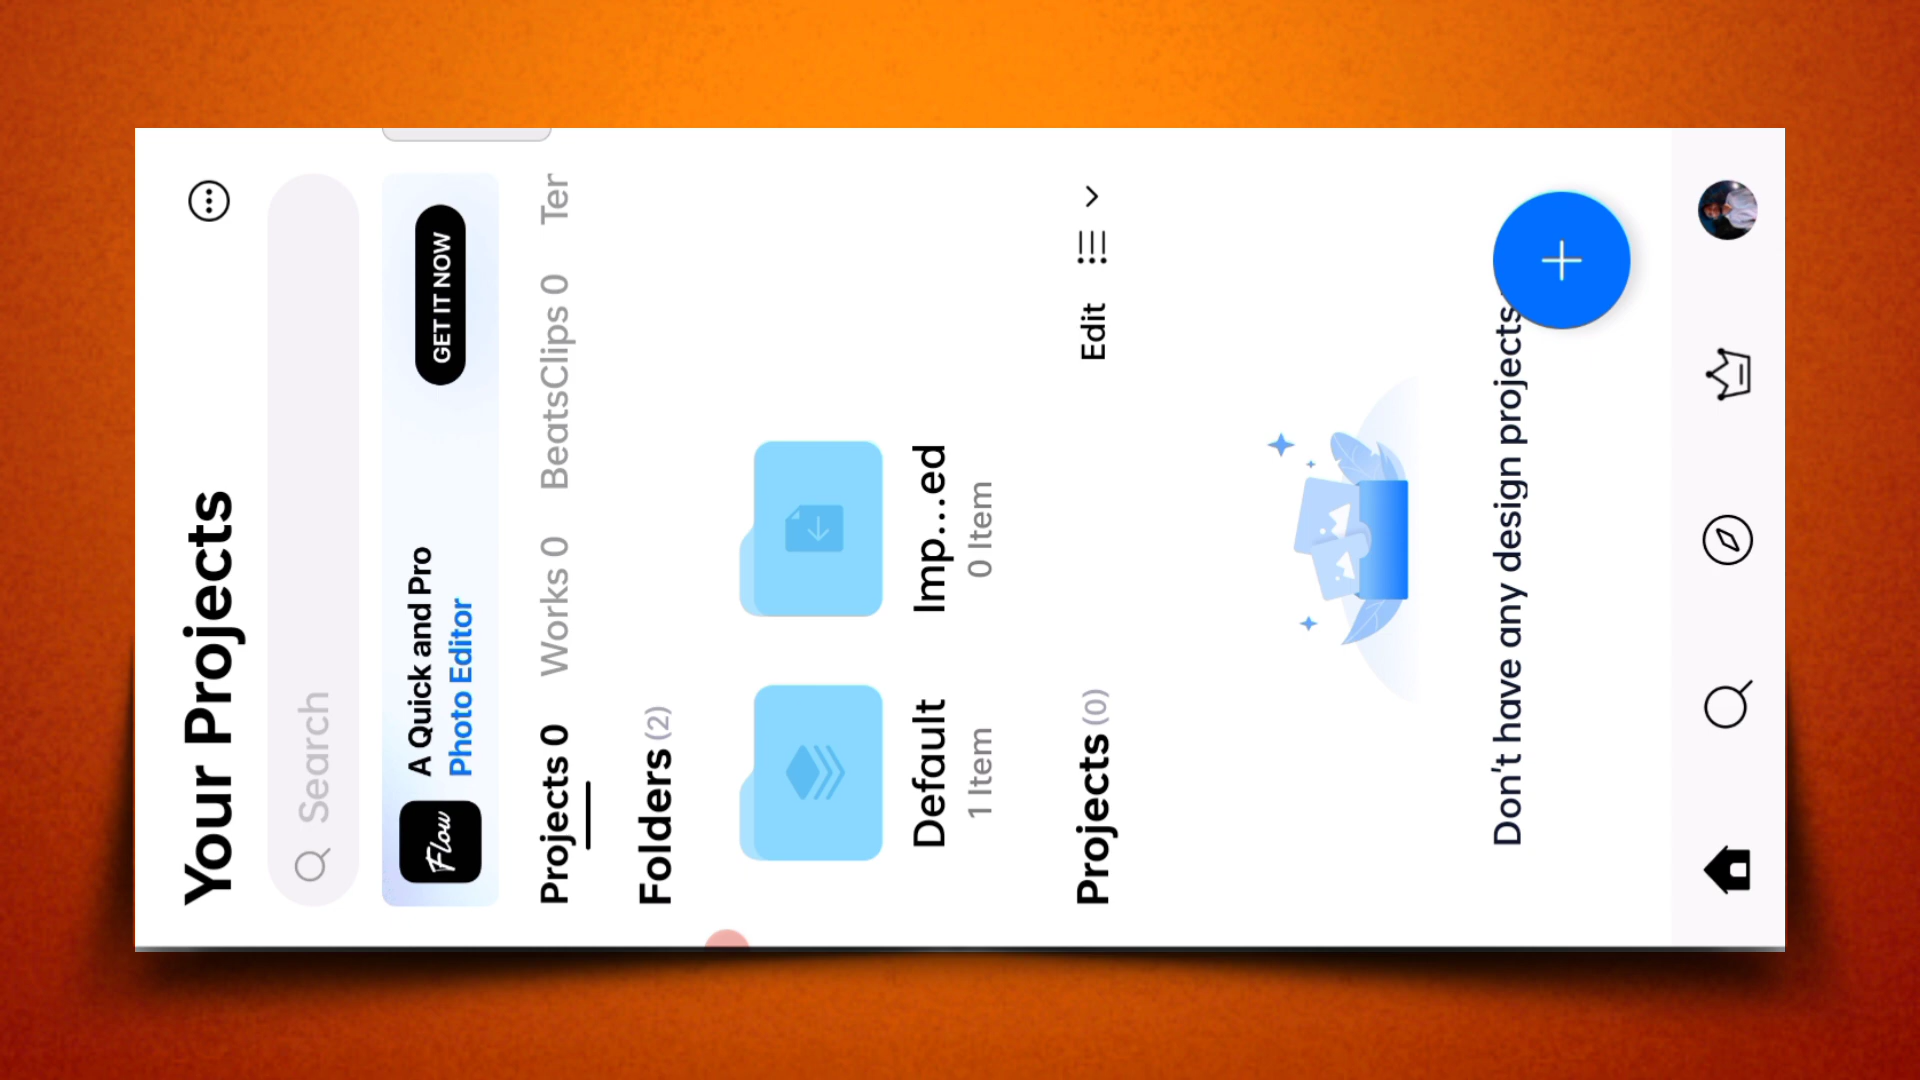 Your Projects
Search
Flow
A Quick and Pro
Photo Editor
GET IT NOW
Projects 0
Works 0
BeatsClips 0
Ter
Folders (2)
Default
1 Item
Imp...ed
0 Item
Projects (0)
Edit
Don't have any design projects